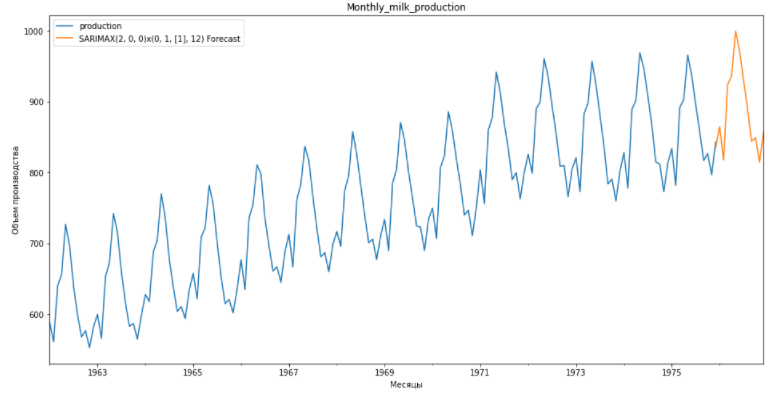 Monthly_milk_production
production
SARIMAX(2, 0, 0)x(0, 1, [1], 12) Forecast
1000
900
800
700
600
Объем производства
1963 1965 1967 1969 1971 1973 1975
Месяцы